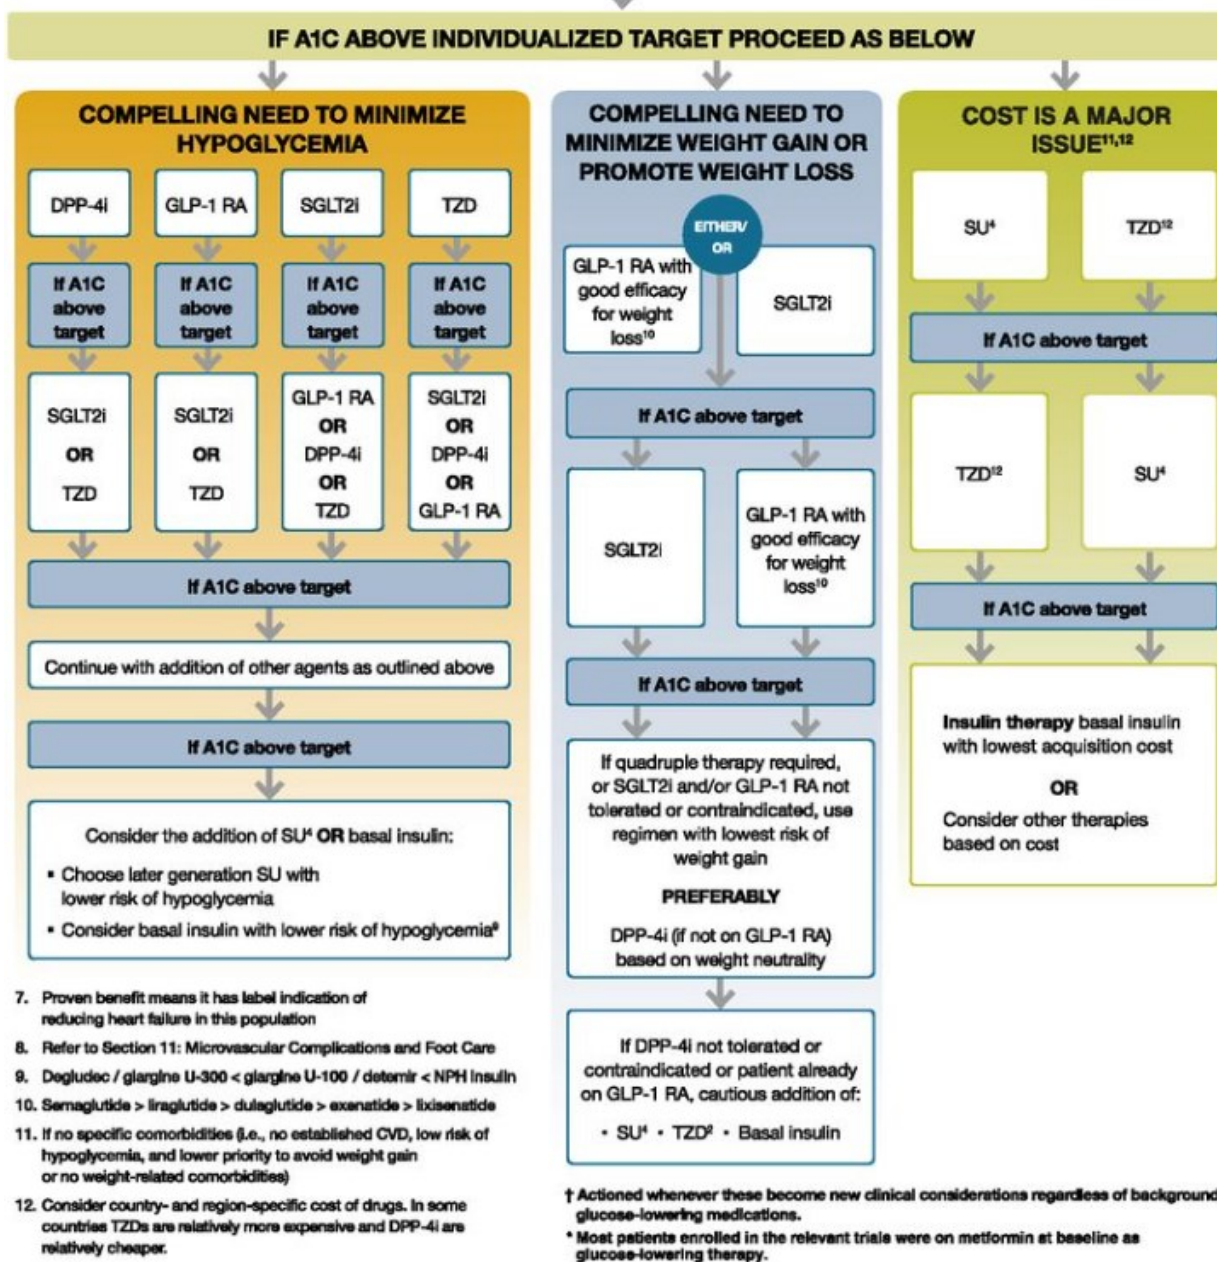 IF A1C ABOVE INDIVIDUALIZED TARGET PROCEED AS BELOW
COMPELLING NEED TO MINIMIZE
HYPOGLYCEMIA
DPP-4i
GLP-1 RA
SGLT2i
TZD
If A1C
above
target
If A1C
above
target
If A1C
above
target
If A1C
above
target
SGLT2i
OR
TZD
SGLT2i
OR
TZD
GLP-1 RA
OR
DPP-4i
OR
TZD
SGLT2i
OR
DPP-4i
OR
GLP-1 RA
If A1C above target
Continue with addition of other agents as outlined above
If A1C above target
Consider the addition of SU⁴ OR basal insulin:
• Choose later generation SU with
lower risk of hypoglycemia
• Consider basal insulin with lower risk of hypoglycemia⁹
COMPELLING NEED TO
MINIMIZE WEIGHT GAIN OR
PROMOTE WEIGHT LOSS
EITHER/
OR
GLP-1 RA with
good efficacy
for weight
loss¹⁰
SGLT2i
If A1C above target
SGLT2i
GLP-1 RA with
good efficacy
for weight
loss¹⁰
If A1C above target
If quadruple therapy required,
or SGLT2i and/or GLP-1 RA not
tolerated or contraindicated, use
regimen with lowest risk of
weight gain
PREFERABLY
DPP-4i (if not on GLP-1 RA)
based on weight neutrality
If DPP-4i not tolerated or
contraindicated or patient already
on GLP-1 RA, cautious addition of:
• SU⁴ • TZD² • Basal insulin
COST IS A MAJOR
ISSUE¹¹,¹²
SU⁴
TZD¹²
If A1C above target
TZD¹²
SU⁴
If A1C above target
Insulin therapy basal insulin
with lowest acquisition cost
OR
Consider other therapies
based on cost
7. Proven benefit means it has label indication of
reducing heart failure in this population
8. Refer to Section 11: Microvascular Complications and Foot Care
9. Degludec / glargine U-300 < glargine U-100 / detemir < NPH insulin
10. Semaglutide > liraglutide > dulaglutide > exenatide > lixisenatide
11. If no specific comorbidities (i.e., no established CVD, low risk of
hypoglycemia, and lower priority to avoid weight gain
or no weight-related comorbidities)
12. Consider country- and region-specific cost of drugs. In some
countries TZDs are relatively more expensive and DPP-4i are
relatively cheaper.
† Actioned whenever these become new clinical considerations regardless of background
glucose-lowering medications.
* Most patients enrolled in the relevant trials were on metformin at baseline as
glucose-lowering therapy.